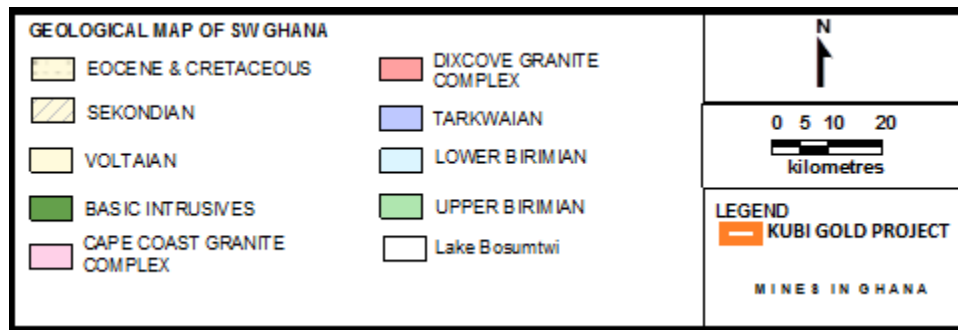 GEOLOGICAL MAP OF SW GHANA
EOCENE & CRETACEOUS
SEKONDIAN
VOLTAIAN
BASIC INTRUSIVES
CAPE COAST GRANITE
COMPLEX
DIXCOVE GRANITE
COMPLEX
TARKWAIAN
LOWER BIRIMIAN
UPPER BIRIMIAN
Lake Bosumtwi
N
0 5 10 20
kilometres
LEGEND
KUBI GOLD PROJECT
MINES IN GHANA